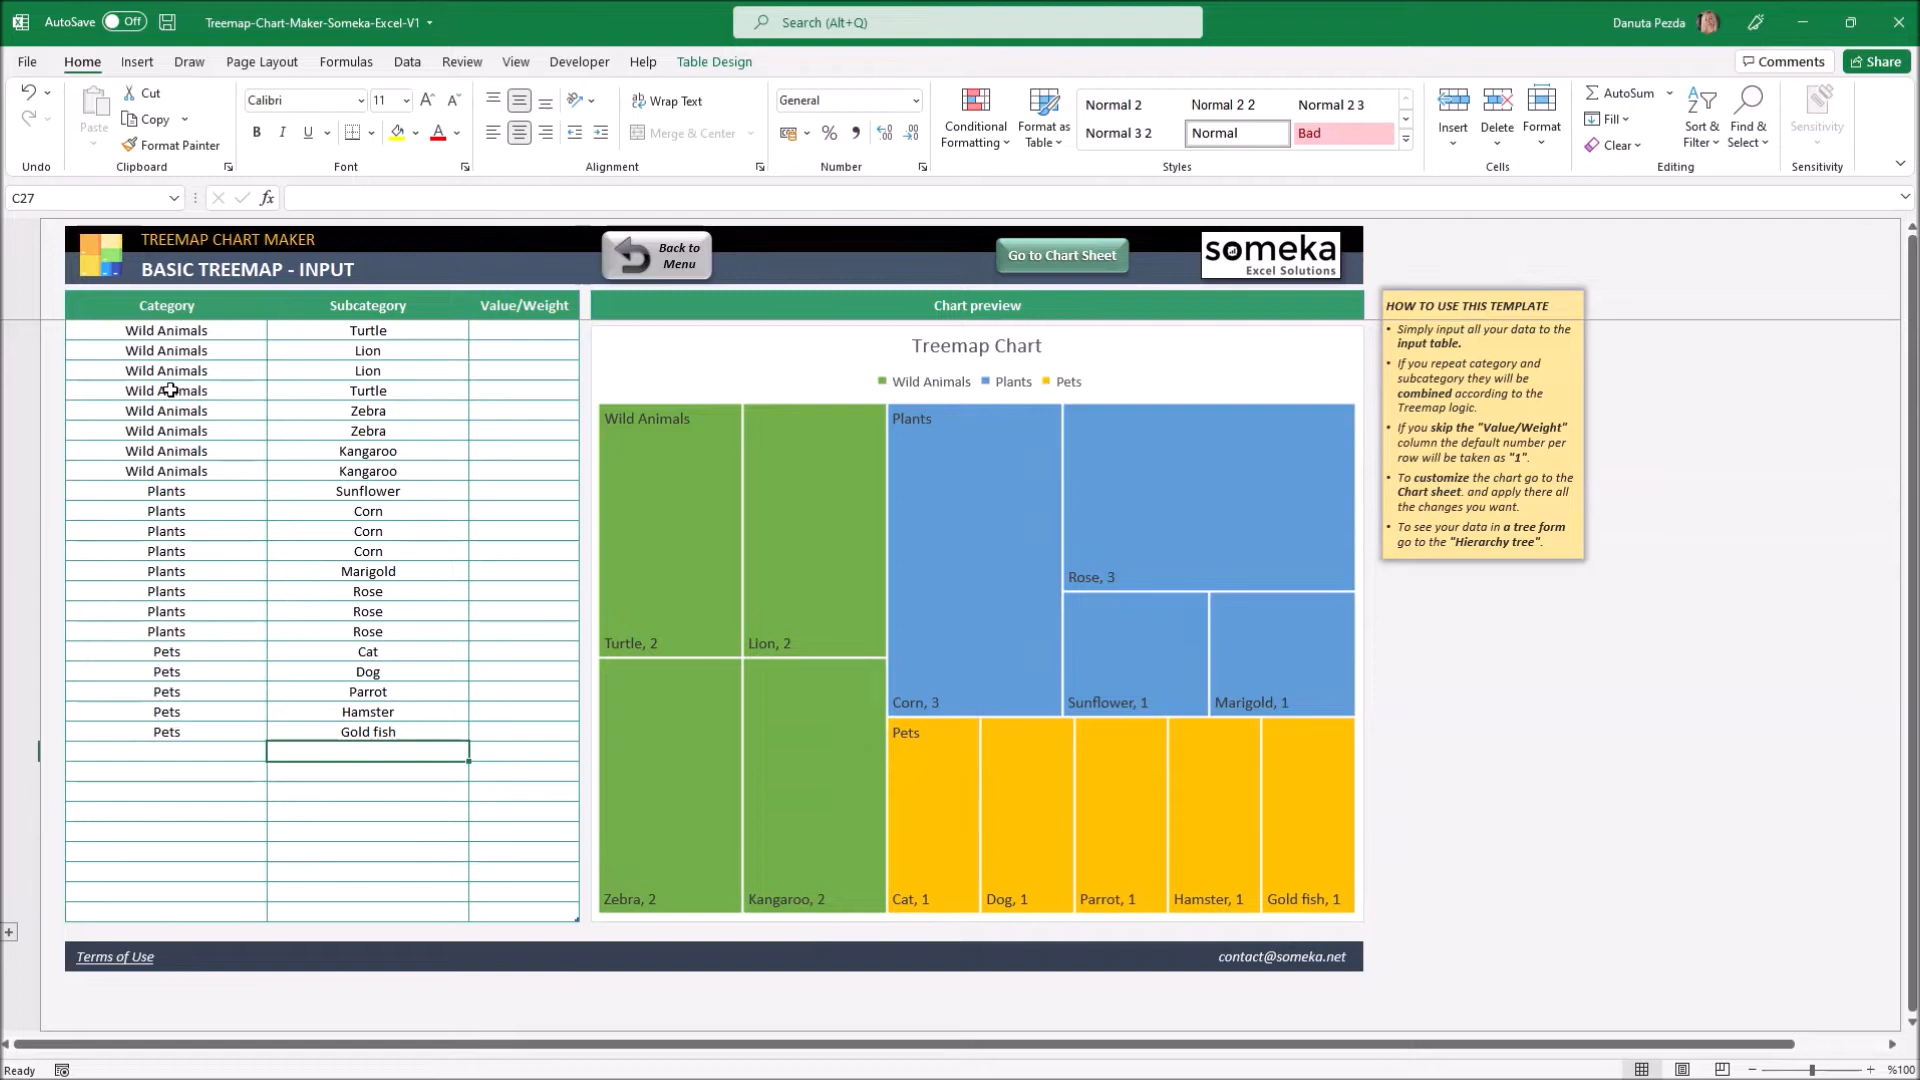 AutoSave Off Treemap-Chart-Maker-Someka-Excel-V1 Search (Alt+Q) Danuta Pezda
File Home Insert Draw Page Layout Formulas Data Review View Developer Help Table Design Comments Share
Paste Cut Copy Format Painter
Undo Clipboard
Calibri 11
B I U A
Font
Wrap Text
Merge & Center
Alignment
General
%
Number
Conditional Formatting Format as Table
Normal 2 Normal 2 2 Normal 2 3
Normal 3 2 Normal Bad
Styles
Insert Delete Format
Cells
AutoSum Fill Clear Sort & Filter Find & Select
Editing
Sensitivity
Sensitivity
C27 fx
TREEMAP CHART MAKER
BASIC TREEMAP - INPUT
Back to Menu
Go to Chart Sheet
someka
Excel Solutions
Category Subcategory Value/Weight
Wild Animals Turtle
Wild Animals Lion
Wild Animals Lion
Wild Animals Turtle
Wild Animals Zebra
Wild Animals Zebra
Wild Animals Kangaroo
Wild Animals Kangaroo
Plants Sunflower
Plants Corn
Plants Corn
Plants Corn
Plants Marigold
Plants Rose
Plants Rose
Plants Rose
Pets Cat
Pets Dog
Pets Parrot
Pets Hamster
Pets Gold fish
Chart preview
Treemap Chart
Wild Animals Plants Pets
Wild Animals
Turtle, 2 Lion, 2
Zebra, 2 Kangaroo, 2
Plants
Rose, 3
Corn, 3 Sunflower, 1 Marigold, 1
Pets
Cat, 1 Dog, 1 Parrot, 1 Hamster, 1 Gold fish, 1
HOW TO USE THIS TEMPLATE
• Simply input all your data to the
input table.
• If you repeat category and
subcategory they will be
combined according to the
Treemap logic.
• If you skip the "Value/Weight"
column the default number per
row will be taken as "1".
• To customize the chart go to the
Chart sheet. and apply there all
the changes you want.
• To see your data in a tree form
go to the "Hierarchy tree".
Terms of Use contact@someka.net
Ready %100